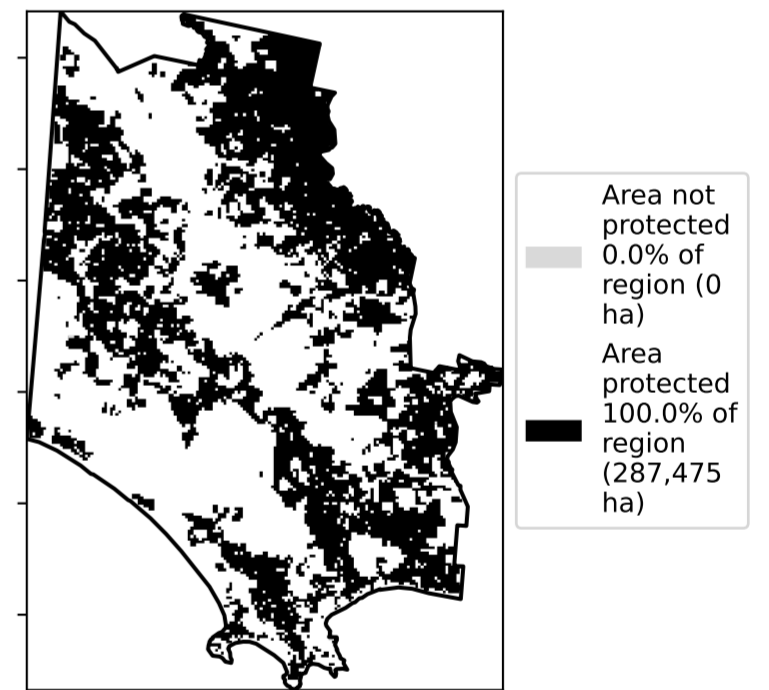 Area not
protected
0.0% of
region (0
ha)
Area
protected
100.0% of
region
(287,475
ha)